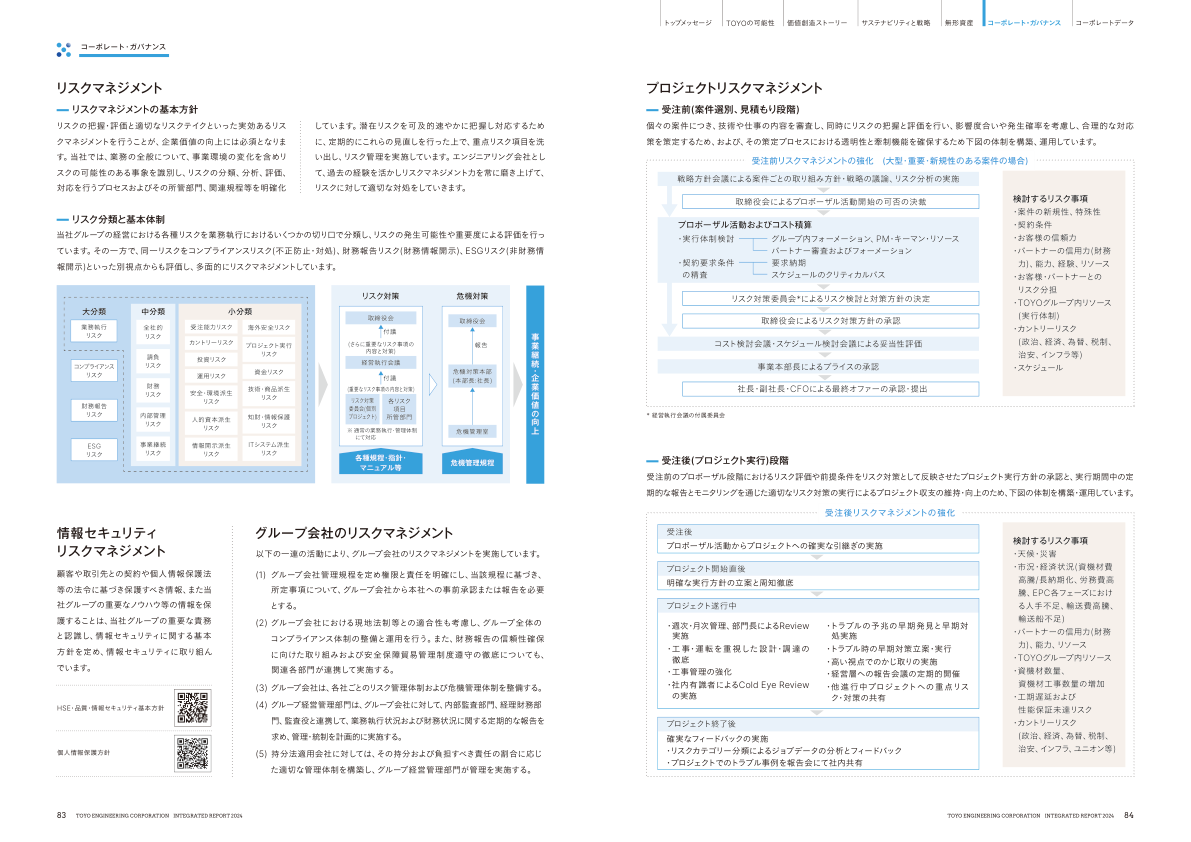 トップメッセージ
TOYOの可能性
価値創造ストーリー
サステナビリティと戦略
無形資産
コーポレート・ガバナンス
コーポレートデータ
コーポレート・ガバナンス
リスクマネジメント
リスクマネジメントの基本方針
リスクの把握・評価と適切なリスクテイクといった実効あるリス
クマネジメントを行うことが、企業価値の向上には必須となりま
す。当社では、業務の全般について、事業環境の変化を含めリ
スクの可能性のある事象を識別し、リスクの分類、分析、評価、
対応を行うプロセスおよびその所管部門、関連規程等を明確化
しています。潜在リスクを可及的速やかに把握し対応するため
に、定期的にこれらの見直しを行った上で、重点リスク項目を洗
い出し、リスク管理を実施しています。エンジニアリング会社とし
て、過去の経験を活かしリスクマネジメント力を常に磨き上げて、
リスクに対して適切な対処をしていきます。
リスク分類と基本体制
当社グループの経営における各種リスクを業務執行におけるいくつかの切り口で分類し、リスクの発生可能性や重要度による評価を行っ
ています。その一方で、同一リスクをコンプライアンスリスク(不正防止・対処)、財務報告リスク(財務情報開示)、ESGリスク(非財務情
報開示)といった別視点からも評価し、多面的にリスクマネジメントしています。
大分類
業務執行
リスク
コンプライアンス
リスク
財務報告
リスク
ESG
リスク
中分類
全社的
リスク
請負
リスク
財務
リスク
内部管理
リスク
事業継続
リスク
小分類
受注能力リスク
カントリーリスク
投資リスク
運用リスク
安全・環境派生
リスク
人的資本派生
リスク
情報開示派生
リスク
海外安全リスク
プロジェクト実行
リスク
資金リスク
技術・商品派生
リスク
知財・情報保護
リスク
ITシステム派生
リスク
リスク対策
取締役会
付議
(さらに重要なリスク事項の
内容と対策)
経営執行会議
付議
(重要なリスク事項の内容と対策)
リスク対策
委員会(個別
プロジェクト)
各リスク
項目
所管部門
※ 通常の業務執行・管理体制
にて対応
各種規程・指針・
マニュアル等
危機対策
取締役会
報告
危機対策本部
(本部長:社長)
危機管理室
危機管理規程
事業継続・企業価値の向上
情報セキュリティ
リスクマネジメント
顧客や取引先との契約や個人情報保護法
等の法令に基づき保護すべき情報、また当
社グループの重要なノウハウ等の情報を保
護することは、当社グループの重要な責務
と認識し、情報セキュリティに関する基本
方針を定め、情報セキュリティに取り組ん
でいます。
HSE・品質・情報セキュリティ基本方針
個人情報保護方針
グループ会社のリスクマネジメント
以下の一連の活動により、グループ会社のリスクマネジメントを実施しています。
(1) グループ会社管理規程を定め権限と責任を明確にし、当該規程に基づき、
所定事項について、グループ会社から本社への事前承認または報告を必要
とする。
(2) グループ会社における現地法制等との適合性も考慮し、グループ全体の
コンプライアンス体制の整備と運用を行う。また、財務報告の信頼性確保
に向けた取り組みおよび安全保障貿易管理制度遵守の徹底についても、
関連各部門が連携して実施する。
(3) グループ会社は、各社ごとのリスク管理体制および危機管理体制を整備する。
(4) グループ経営管理部門は、グループ会社に対して、内部監査部門、経理財務部
門、監査役と連携して、業務執行状況および財務状況に関する定期的な報告を
求め、管理・統制を計画的に実施する。
(5) 持分法適用会社に対しては、その持分および負担すべき責任の割合に応じ
た適切な管理体制を構築し、グループ経営管理部門が管理を実施する。
83 TOYO ENGINEERING CORPORATION INTEGRATED REPORT 2024
プロジェクトリスクマネジメント
受注前(案件選別、見積もり段階)
個々の案件につき、技術や仕事の内容を審査し、同時にリスクの把握と評価を行い、影響度合いや発生確率を考慮し、合理的な対応
策を策定するため、および、その策定プロセスにおける透明性と牽制機能を確保するため下図の体制を構築、運用しています。
受注前リスクマネジメントの強化 (大型・重要・新規性のある案件の場合)
戦略方針会議による案件ごとの取り組み方針・戦略の議論、リスク分析の実施
取締役会によるプロポーザル活動開始の可否の決裁
プロポーザル活動およびコスト積算
・実行体制検討
グループ内フォーメーション、PM・キーマン・リソース
パートナー審査およびフォーメーション
・契約要求条件
の精査
要求納期
スケジュールのクリティカルパス
リスク対策委員会*によるリスク検討と対策方針の決定
取締役会によるリスク対策方針の承認
コスト検討会議・スケジュール検討会議による妥当性評価
事業本部長によるプライスの承認
社長・副社長・CFOによる最終オファーの承認・提出
検討するリスク事項
・案件の新規性、特殊性
・契約条件
・お客様の信頼力
・パートナーの信用力(財務
力)、能力、経験、リソース
・お客様・パートナーとの
リスク分担
・TOYOグループ内リソース
(実行体制)
・カントリーリスク
(政治、経済、為替、税制、
治安、インフラ等)
・スケジュール
* 経営執行会議の付属委員会
受注後(プロジェクト実行)段階
受注前のプロポーザル段階におけるリスク評価や前提条件をリスク対策として反映させたプロジェクト実行方針の承認と、実行期間中の定
期的な報告とモニタリングを通じた適切なリスク対策の実行によるプロジェクト収支の維持・向上のため、下図の体制を構築・運用しています。
受注後リスクマネジメントの強化
受注後
プロポーザル活動からプロジェクトへの確実な引継ぎの実施
プロジェクト開始直後
明確な実行方針の立案と周知徹底
プロジェクト遂行中
・週次・月次管理、部門長によるReview
実施
・工事・運転を重視した設計・調達の
徹底
・工事管理の強化
・社内有識者によるCold Eye Review
の実施
・トラブルの予兆の早期発見と早期対
処実施
・トラブル時の早期対策立案・実行
・高い視点でのかじ取りの実施
・経営層への報告会議の定期的開催
・他進行中プロジェクトへの重点リス
ク・対策の共有
プロジェクト終了後
確実なフィードバックの実施
・リスクカテゴリー分類によるジョブデータの分析とフィードバック
・プロジェクトでのトラブル事例を報告会にて社内共有
検討するリスク事項
・天候・災害
・市況・経済状況(資機材費
高騰/長納期化、労務費高
騰、EPC各フェーズにおけ
る人手不足、輸送費高騰、
輸送船不足)
・パートナーの信用力(財務
力)、能力、リソース
・TOYOグループ内リソース
・資機材数量、
資機材工事数量の増加
・工期遅延および
性能保証未達リスク
・カントリーリスク
(政治、経済、為替、税制、
治安、インフラ、ユニオン等)
TOYO ENGINEERING CORPORATION INTEGRATED REPORT 2024 84